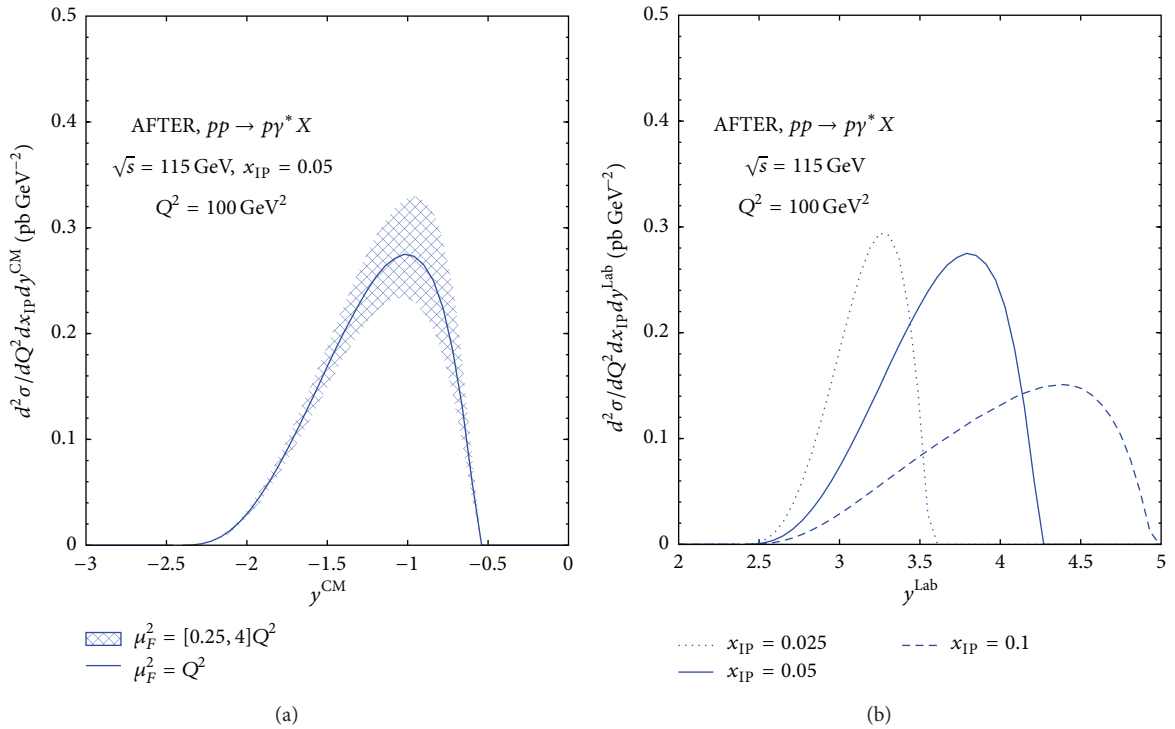 d²σ/dQ²dx_IP dy^CM (pb GeV⁻²)
0.5
0.4
0.3
0.2
0.1
0
AFTER, pp → pγ* X
√s = 115 GeV, x_IP = 0.05
Q² = 100 GeV²
−3 −2.5 −2 −1.5 −1 −0.5 0
y^CM
μ_F² = [0.25, 4]Q²
μ_F² = Q²
(a)
d²σ/dQ²dx_IP dy^Lab (pb GeV⁻²)
0.5
0.4
0.3
0.2
0.1
0
AFTER, pp → pγ* X
√s = 115 GeV
Q² = 100 GeV²
2 2.5 3 3.5 4 4.5 5
y^Lab
x_IP = 0.025 x_IP = 0.1
x_IP = 0.05
(b)